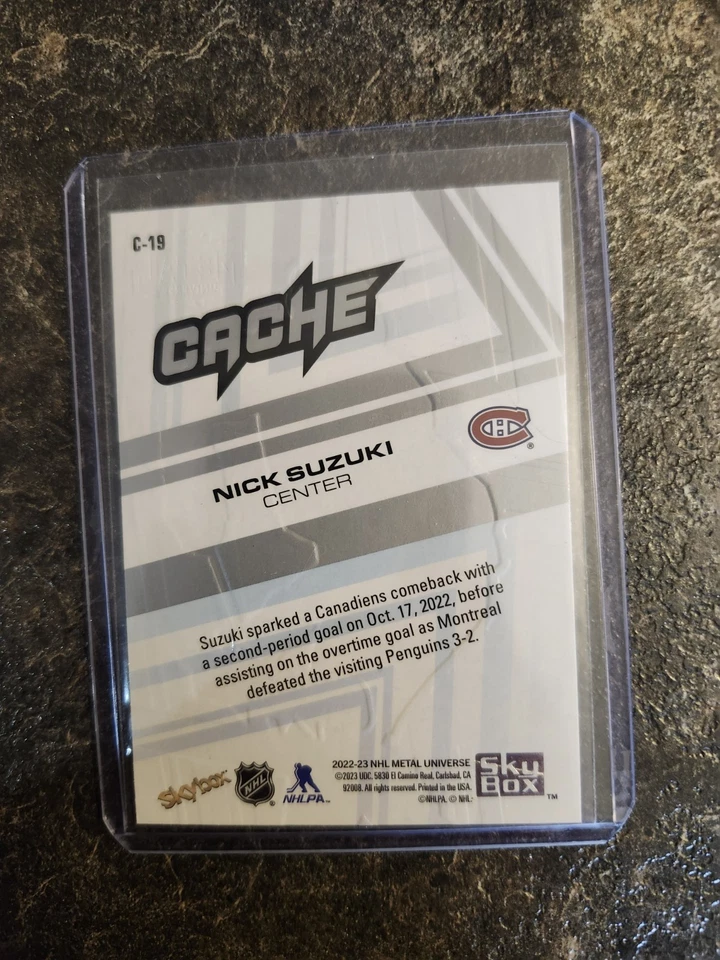 C-19
CACHE
NICK SUZUKI
CENTER
Suzuki sparked a Canadiens comeback with
a second-period goal on Oct. 17, 2022, before
assisting on the overtime goal as Montreal
defeated the visiting Penguins 3-2.
2022-23 NHL METAL UNIVERSE
©2023 UDC. 5830 El Camino Real, Carlsbad, CA
92008. All rights reserved. Printed in the USA.
©NHLPA. © NHL.
Skybox
NHL
NHLPA
Sky
Box